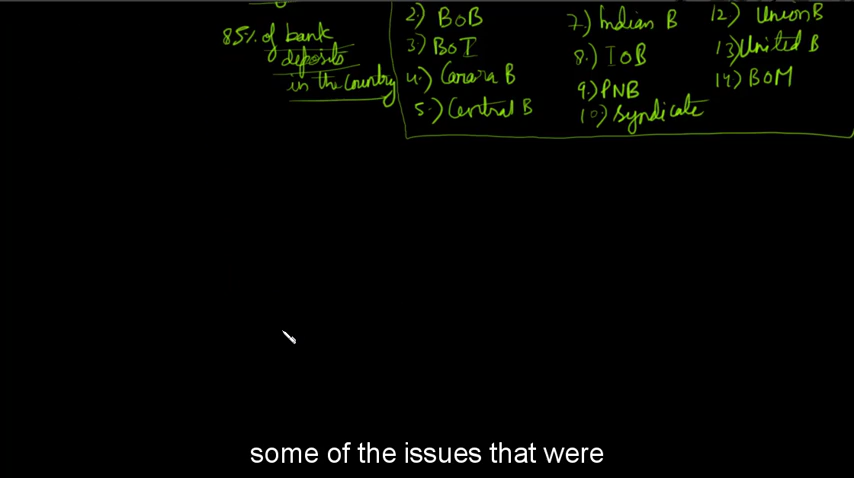 85% of bank
deposits
in the Country
2.) BOB
3.) BOI
4.) Canara B
5.) Central B
7.) Indian B
8.) IOB
9.) PNB
10.) Syndicate
12) Union B
13) United B
14) BOM
some of the issues that were